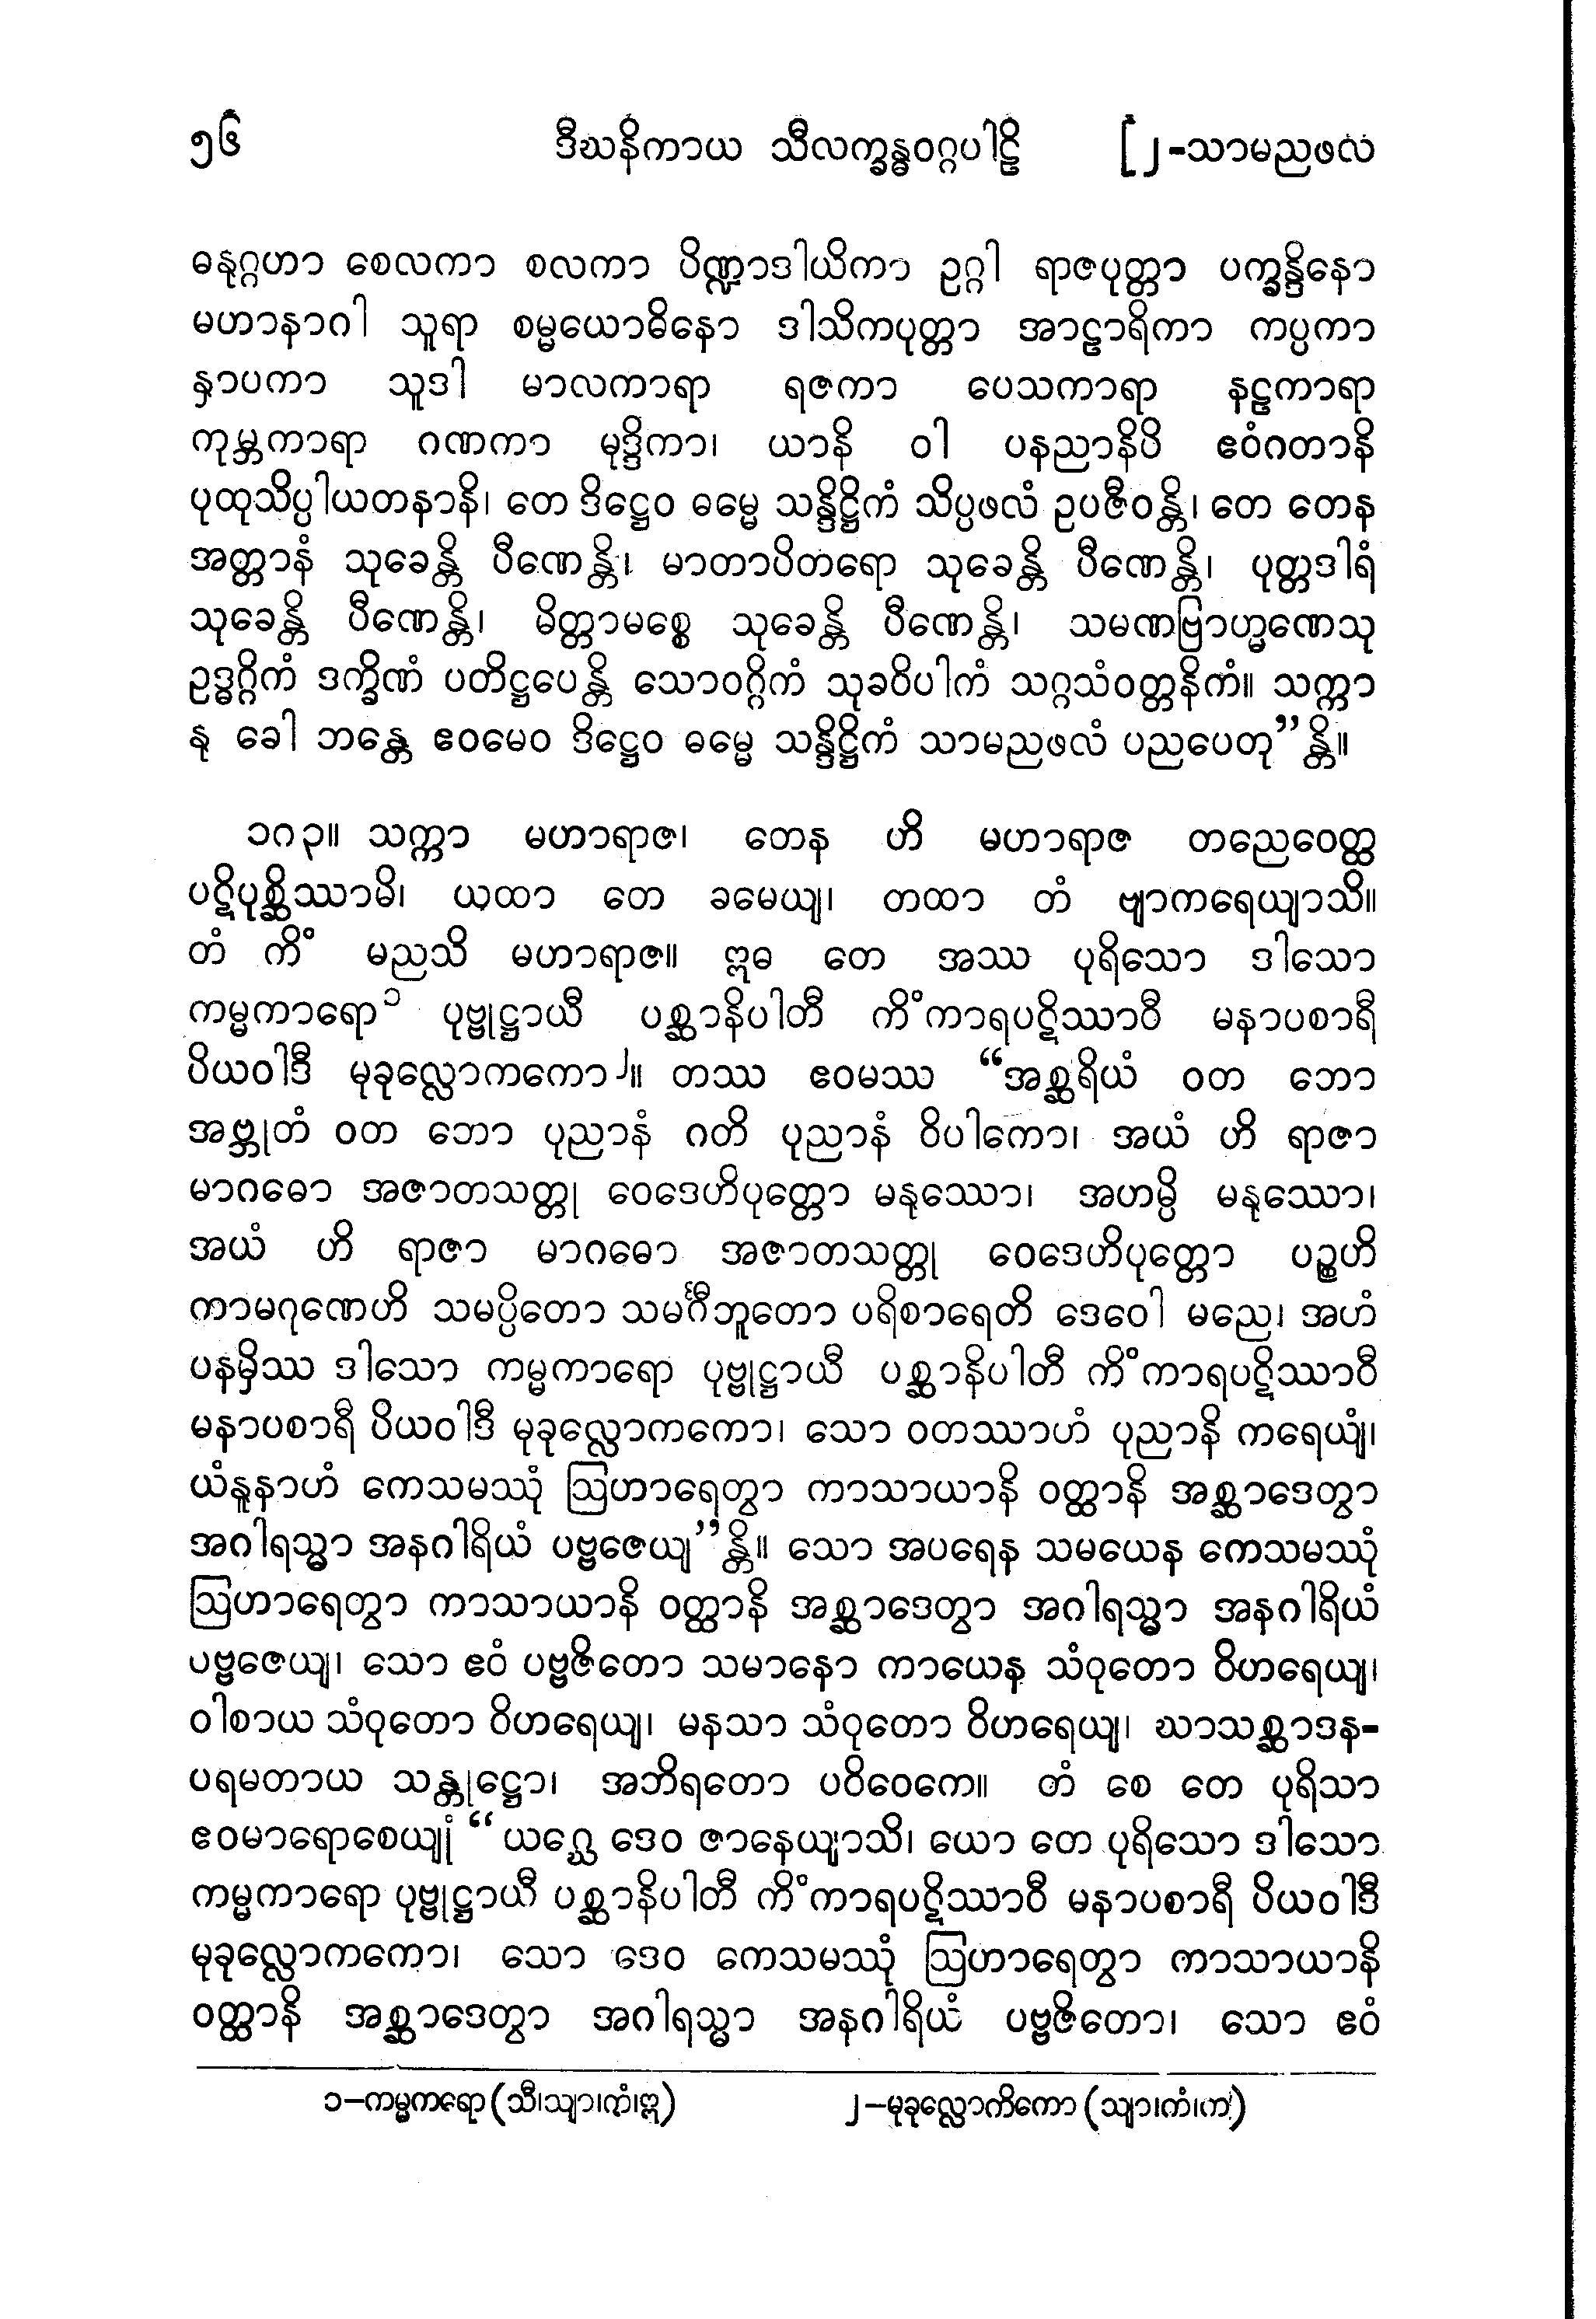 ၅၆ ဒီဃနိကာယ သီလက္ခန္ဓဝဂ္ဂပါဠိ [၂-သာမညဖလ
ဓနုဂ္ဂဟာ စေလကာ စလကာ ပိဏ္ဍာဒါယိကာ ဥဂ္ဂါ ရာဇပုတ္တာ ပက္ခန္ဒိနော
မဟာနာဂါ သူရာ စမ္မယောဓိနော ဒါသိကပုတ္တာ အာဠာရိကာ ကပ္ပကာ
နှာပကာ သူဒါ မာလကာရာ ရဇကာ ပေသကာရာ နဠကာရာ
ကုမ္ဘကာရာ ဂဏကာ မုဒ္ဒိကာ၊ ယာနိ ဝါ ပနညာနိပိ ဧဝံဂတာနိ
ပုထုသိပ္ပါယတနာနိ၊ တေ ဒိဋ္ဌေဝ ဓမ္မေ သန္ဒိဋ္ဌိကံ သိပ္ပဖလံ ဥပဇီဝန္တိ၊ တေ တေန
အတ္တာနံ သုခေန္တိ ပီဏေန္တိ၊ မာတာပိတရော သုခေန္တိ ပီဏေန္တိ၊ ပုတ္တဒါရံ
သုခေန္တိ ပီဏေန္တိ၊ မိတ္တာမစ္စေ သုခေန္တိ ပီဏေန္တိ၊ သမဏဗြာဟ္မဏေသု
ဥဒ္ဓဂ္ဂိကံ ဒက္ခိဏံ ပတိဋ္ဌပေန္တိ သောဝဂ္ဂိကံ သုခဝိပါကံ သဂ္ဂသံဝတ္တနိကံ။ သက္ကာ
နု ခေါ ဘန္တေ ဧဝမေဝ ဒိဋ္ဌေဝ ဓမ္မေ သန္ဒိဋ္ဌိကံ သာမညဖလံ ပညပေတု”န္တိ။
၁၈၃။ သက္ကာ မဟာရာဇ၊ တေန ဟိ မဟာရာဇ တညေဝေတ္ထ
ပဋိပုစ္ဆိဿာမိ၊ ယထာ တေ ခမေယျ၊ တထာ တံ ဗျာကရေယျာသိ။
တံ ကိံ မညသိ မဟာရာဇ။ ဣဓ တေ အဿ ပုရိသော ဒါသော
ကမ္မကာရော၁ ပုဗ္ဗုဋ္ဌာယီ ပစ္ဆာနိပါတီ ကိံကာရပဋိဿာဝီ မနာပစာရီ
ပိယဝါဒီ မုခုလ္လောကကော၂။ တဿ ဧဝမဿ “အစ္ဆရိယံ ဝတ ဘော
အဗ္ဘုတံ ဝတ ဘော ပုညာနံ ဂတိ ပုညာနံ ဝိပါကော၊ အယံ ဟိ ရာဇာ
မာဂဓော အဇာတသတ္တု ဝေဒေဟိပုတ္တော မနုဿော၊ အဟမ္ပိ မနုဿော၊
အယံ ဟိ ရာဇာ မာဂဓော အဇာတသတ္တု ဝေဒေဟိပုတ္တော ပဉ္စဟိ
ကာမဂုဏေဟိ သမပ္ပိတော သမင်္ဂီဘူတော ပရိစာရေတိ ဒေဝေါ မညေ၊ အဟံ
ပနမှိဿ ဒါသော ကမ္မကာရော ပုဗ္ဗုဋ္ဌာယီ ပစ္ဆာနိပါတီ ကိံကာရပဋိဿာဝီ
မနာပစာရီ ပိယဝါဒီ မုခုလ္လောကကော၊ သော ဝတဿာဟံ ပုညာနိ ကရေယျံ၊
ယံနူနာဟံ ကေသမဿုံ ဩဟာရေတွာ ကာသာယာနိ ဝတ္ထာနိ အစ္ဆာဒေတွာ
အဂါရသ္မာ အနဂါရိယံ ပဗ္ဗဇေယျ”န္တိ။ သော အပရေန သမယေန ကေသမဿုံ
ဩဟာရေတွာ ကာသာယာနိ ဝတ္ထာနိ အစ္ဆာဒေတွာ အဂါရသ္မာ အနဂါရိယံ
ပဗ္ဗဇေယျ၊ သော ဧဝံ ပဗ္ဗဇိတော သမာနော ကာယေန သံဝုတော ဝိဟရေယျ၊
ဝါစာယ သံဝုတော ဝိဟရေယျ၊ မနသာ သံဝုတော ဝိဟရေယျ၊ ဃာသစ္ဆာဒန-
ပရမတာယ သန္တုဋ္ဌော၊ အဘိရတော ပဝိဝေကေ။ တံ စေ တေ ပုရိသာ
ဧဝမာရောစေယျုံ “ယဂ္ဃေ ဒေဝ ဇာနေယျာသိ၊ ယော တေ ပုရိသော ဒါသော
ကမ္မကာရော ပုဗ္ဗုဋ္ဌာယီ ပစ္ဆာနိပါတီ ကိံကာရပဋိဿာဝီ မနာပစာရီ ပိယဝါဒီ
မုခုလ္လောကကော၊ သော ဒေဝ ကေသမဿုံ ဩဟာရေတွာ ကာသာယာနိ
ဝတ္ထာနိ အစ္ဆာဒေတွာ အဂါရသ္မာ အနဂါရိယံ ပဗ္ဗဇိတော၊ သော ဧဝံ
၁–ကမ္မကရော (သီ၊သျာ၊ကံ၊ဣ) ၂–မုခုလ္လောကိကော (သျာ၊ကံ၊က)